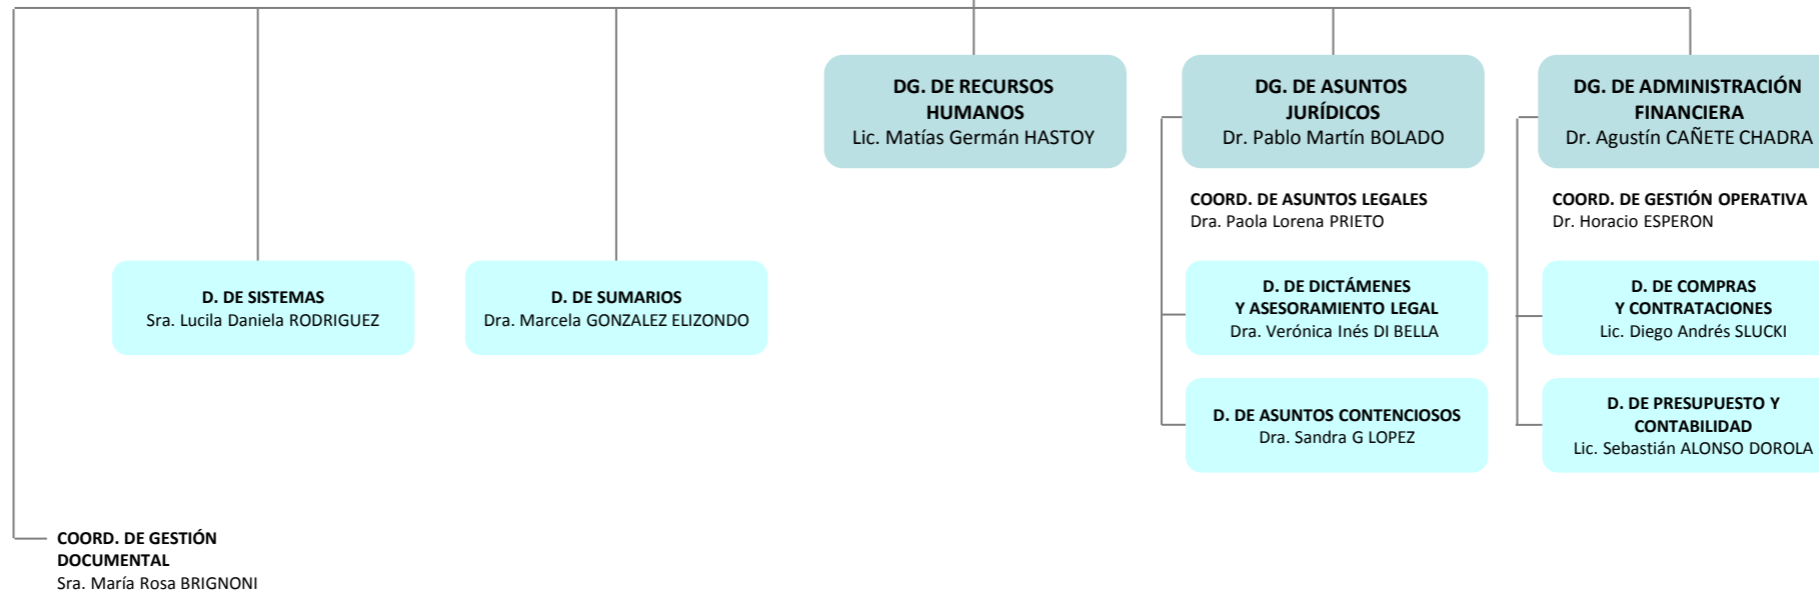 DG. DE RECURSOS
HUMANOS
Lic. Matías Germán HASTOY
DG. DE ASUNTOS
JURÍDICOS
Dr. Pablo Martín BOLADO
DG. DE ADMINISTRACIÓN
FINANCIERA
Dr. Agustín CAÑETE CHADRA
COORD. DE ASUNTOS LEGALES
Dra. Paola Lorena PRIETO
COORD. DE GESTIÓN OPERATIVA
Dr. Horacio ESPERON
D. DE SISTEMAS
Sra. Lucila Daniela RODRIGUEZ
D. DE SUMARIOS
Dra. Marcela GONZALEZ ELIZONDO
D. DE DICTÁMENES
Y ASESORAMIENTO LEGAL
Dra. Verónica Inés DI BELLA
D. DE COMPRAS
Y CONTRATACIONES
Lic. Diego Andrés SLUCKI
D. DE ASUNTOS CONTENCIOSOS
Dra. Sandra G LOPEZ
D. DE PRESUPUESTO Y
CONTABILIDAD
Lic. Sebastián ALONSO DOROLA
COORD. DE GESTIÓN
DOCUMENTAL
Sra. María Rosa BRIGNONI